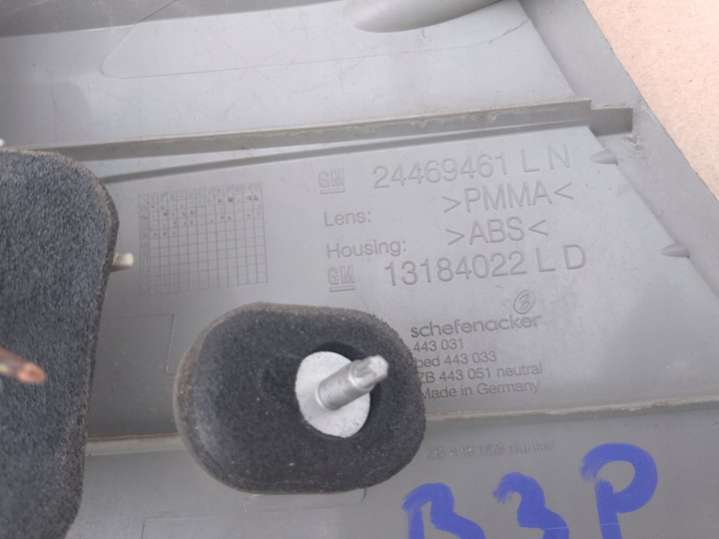 GM 24469461 L N
Lens: >PMMA<
Housing: >ABS<
GM 13184022 L D
schefenacker
443 031
bed 443 033
ZB 443 051 neutral
Made in Germany
B3P